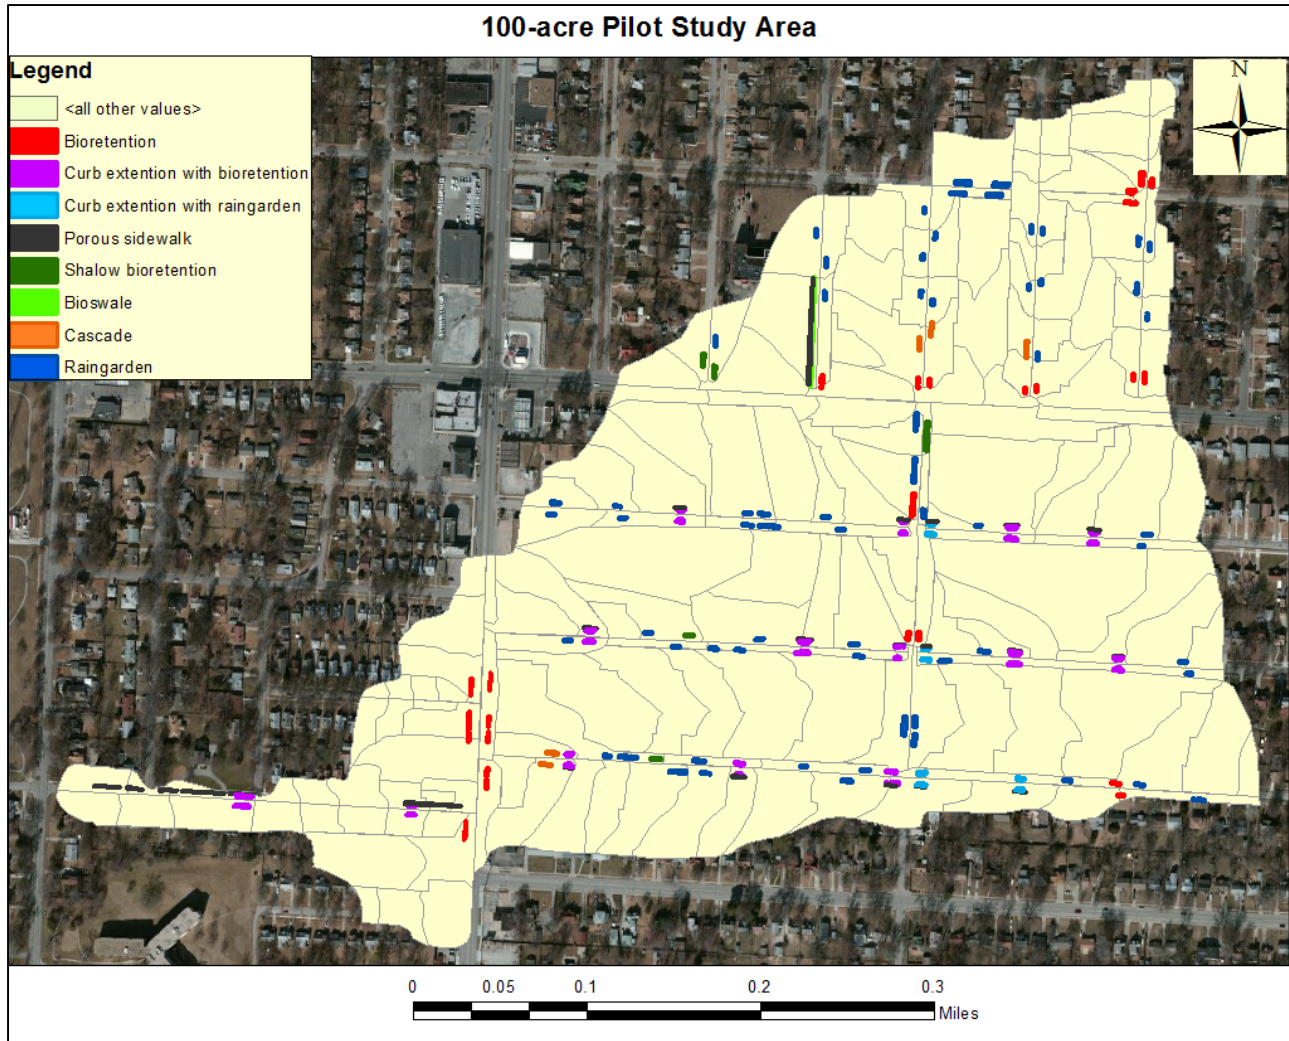 100-acre Pilot Study Area
Legend
<all other values>
Bioretention
Curb extention with bioretention
Curb extention with raingarden
Porous sidewalk
Shalow bioretention
Bioswale
Cascade
Raingarden
N
0 0.05 0.1 0.2 0.3
Miles